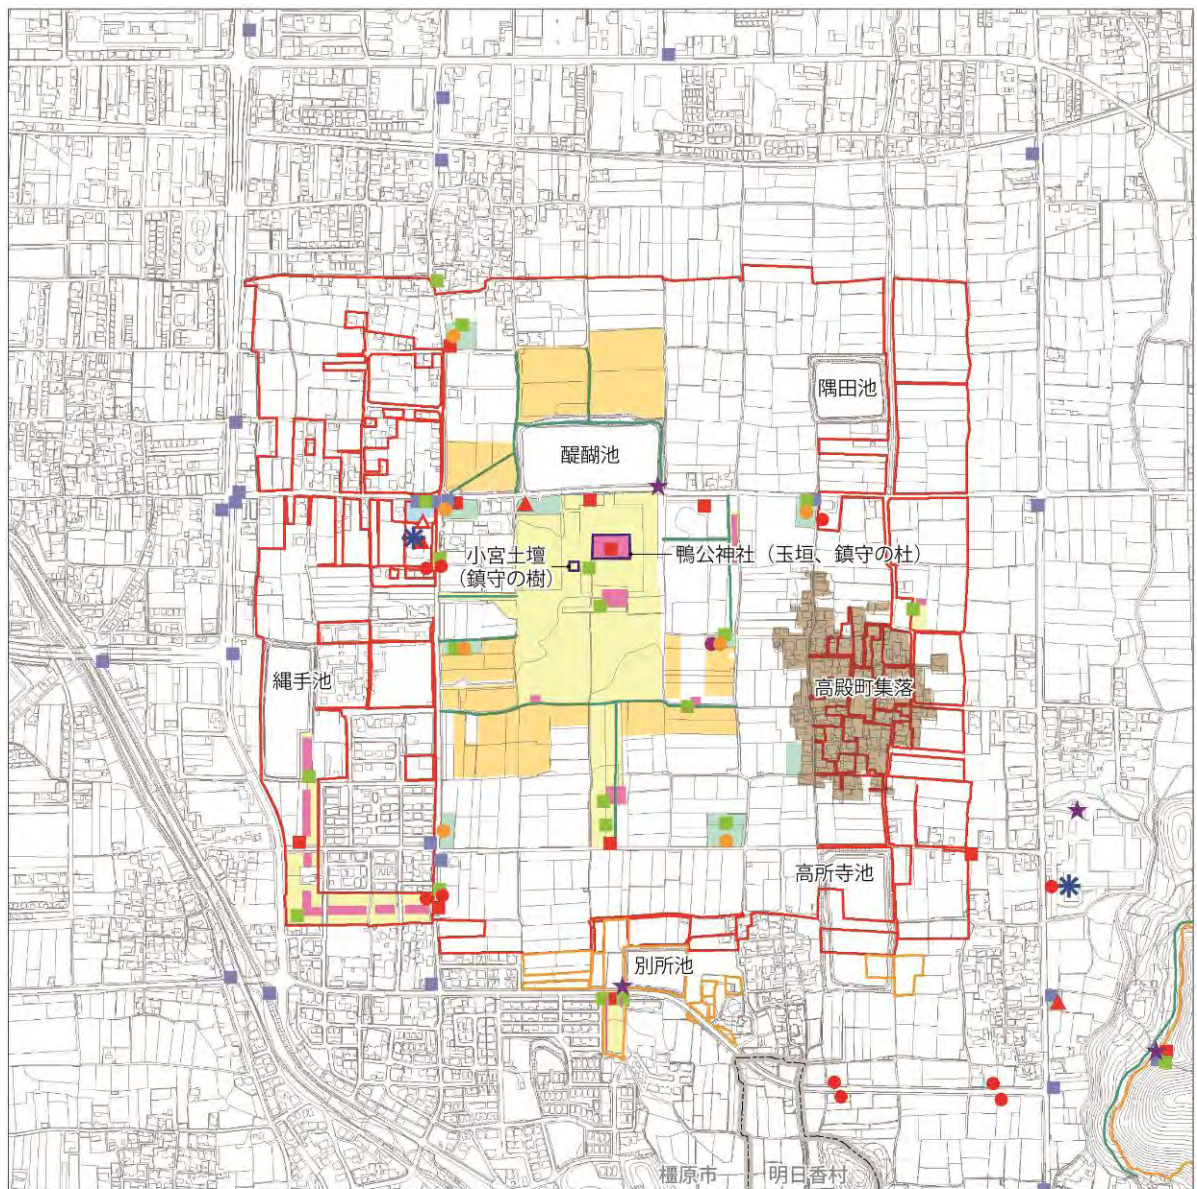 隅田池
醍醐池
小宮土壇
（鎮守の樹）
鴨公神社（玉垣、鎮守の杜）
縄手池
高殿町集落
高所寺池
別所池
橿原市
明日香村